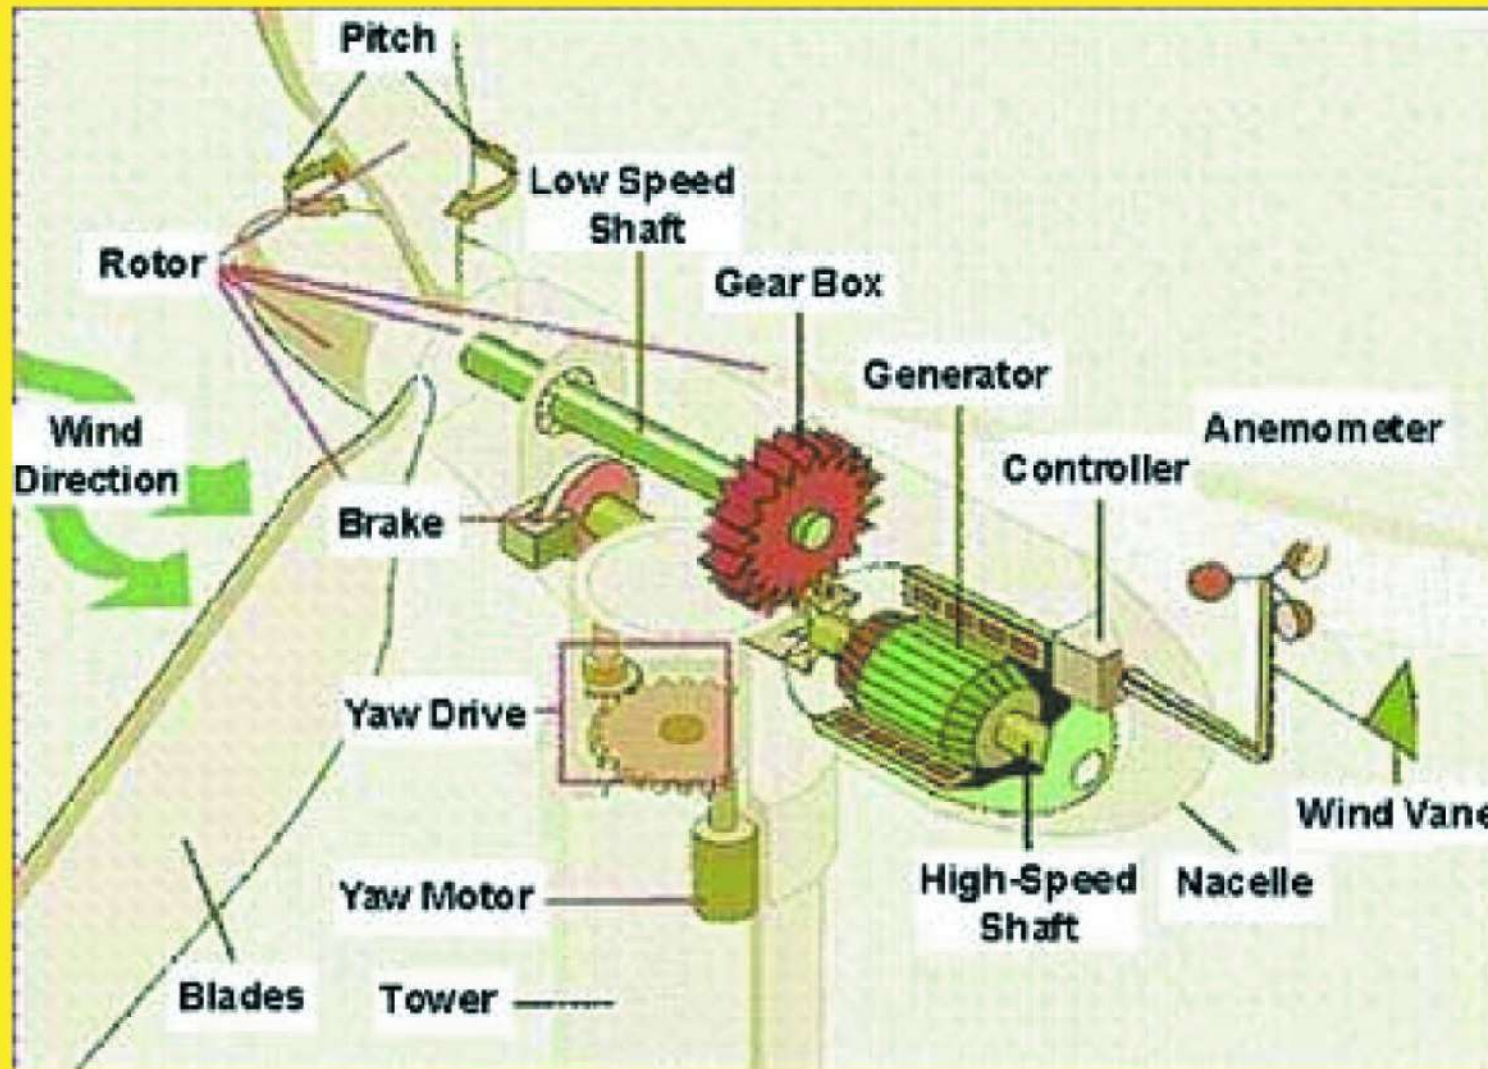 Pitch
Low Speed
Shaft
Rotor
Gear Box
Generator
Anemometer
Wind
Direction
Controller
Brake
Yaw Drive
Wind Vane
High-Speed
Shaft
Nacelle
Yaw Motor
Blades
Tower